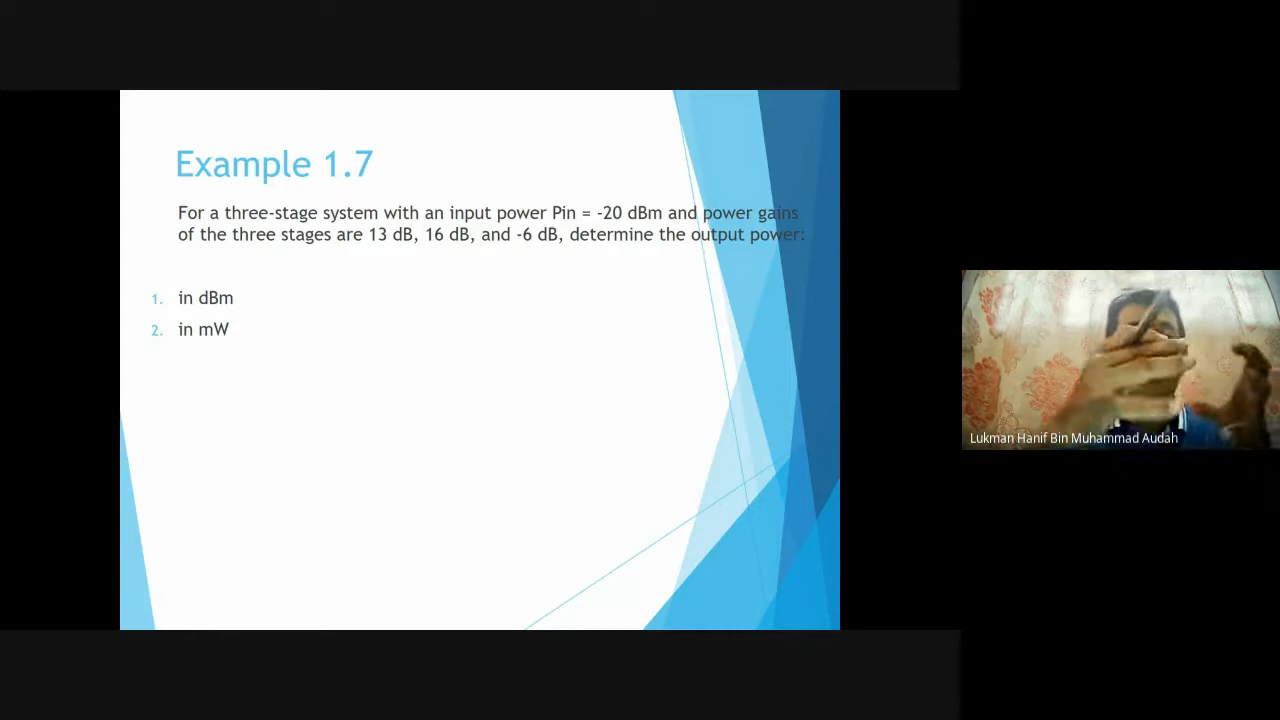 Example 1.7
For a three-stage system with an input power Pin = -20 dBm and power gains
of the three stages are 13 dB, 16 dB, and -6 dB, determine the output power:
1. in dBm
2. in mW
Lukman Hanif Bin Muhammad Audah